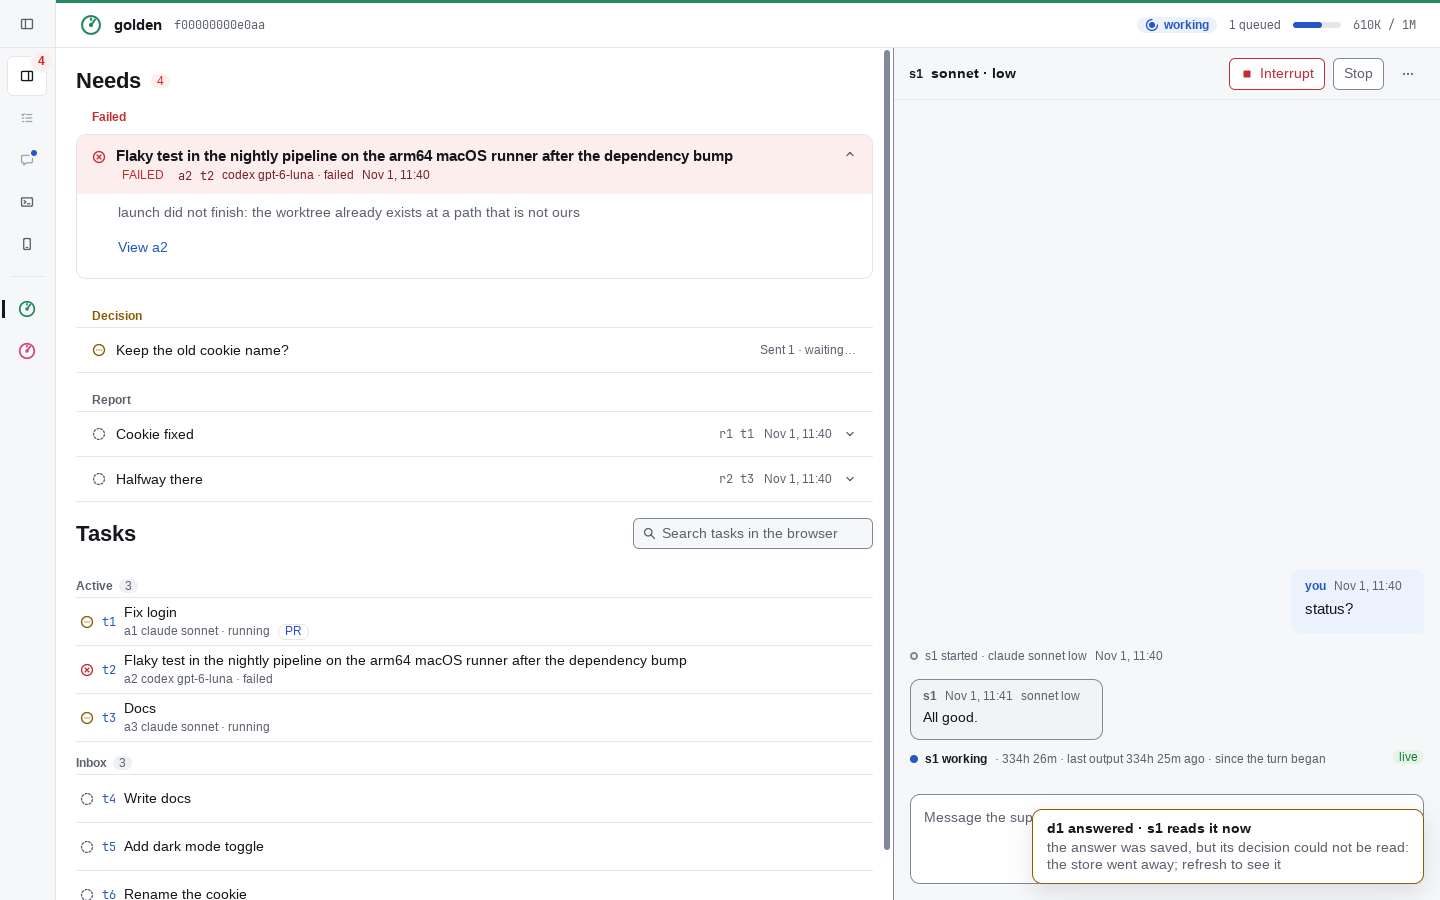 golden f00000000e0aa
working 1 queued 610K / 1M
4
Needs 4
Failed
Flaky test in the nightly pipeline on the arm64 macOS runner after the dependency bump
FAILED a2 t2 codex gpt-6-luna · failed Nov 1, 11:40
launch did not finish: the worktree already exists at a path that is not ours
View a2
Decision
Keep the old cookie name? Sent 1 · waiting…
Report
Cookie fixed r1 t1 Nov 1, 11:40
Halfway there r2 t3 Nov 1, 11:40
Tasks
Search tasks in the browser
Active 3
t1 Fix login
a1 claude sonnet · running PR
t2 Flaky test in the nightly pipeline on the arm64 macOS runner after the dependency bump
a2 codex gpt-6-luna · failed
t3 Docs
a3 claude sonnet · running
Inbox 3
t4 Write docs
t5 Add dark mode toggle
t6 Rename the cookie
s1 sonnet · low
Interrupt Stop
you Nov 1, 11:40
status?
s1 started · claude sonnet low Nov 1, 11:40
s1 Nov 1, 11:41 sonnet low
All good.
s1 working · 334h 26m · last output 334h 25m ago · since the turn began live
Message the sup
d1 answered · s1 reads it now
the answer was saved, but its decision could not be read:
the store went away; refresh to see it